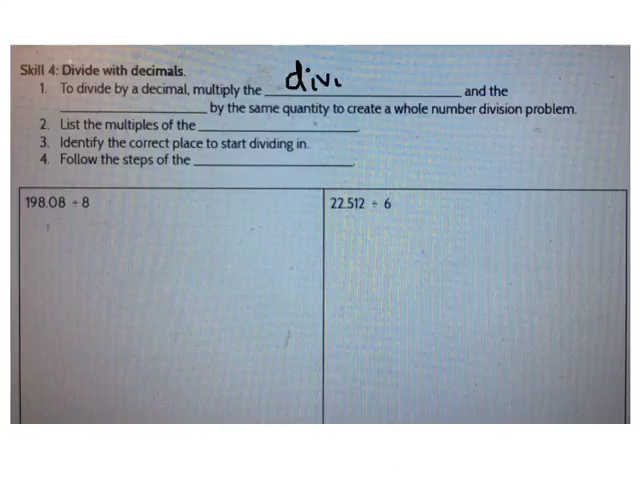 Skill 4: Divide with decimals.
1. To divide by a decimal, multiply the divi and the
by the same quantity to create a whole number division problem.
2. List the multiples of the
3. Identify the correct place to start dividing in.
4. Follow the steps of the
198.08 ÷ 8
22.512 ÷ 6